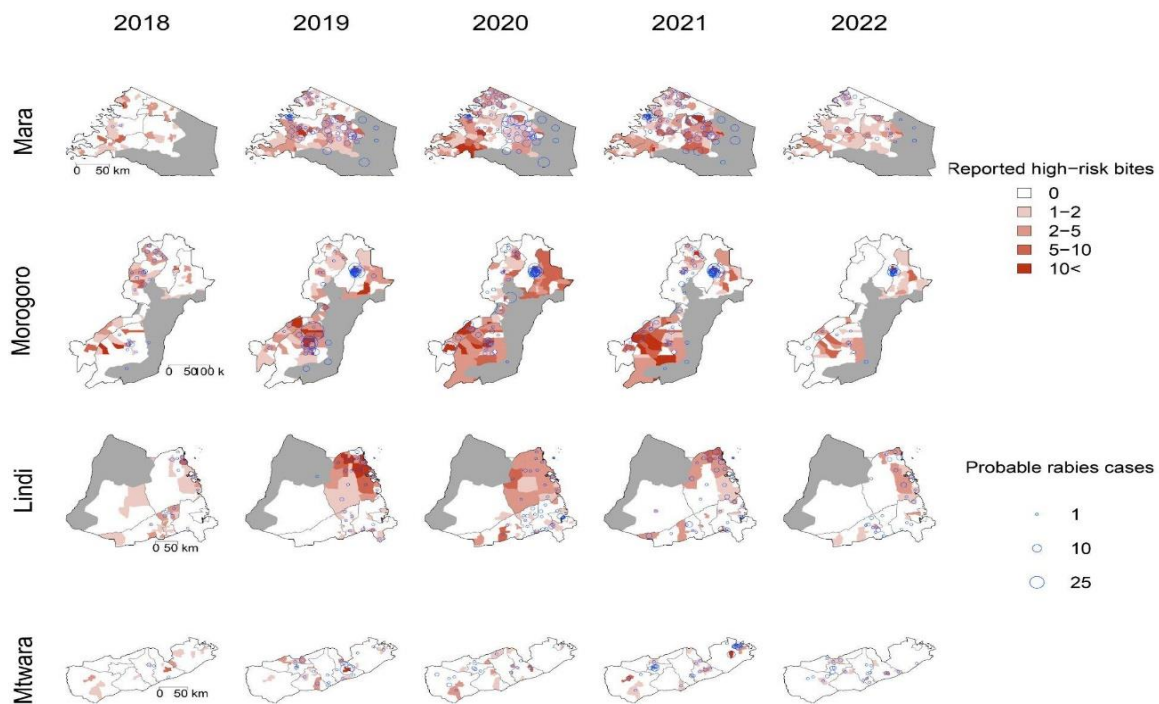 2018 2019 2020 2021 2022
Mara
0 50 km
Reported high-risk bites
0
1-2
2-5
5-10
10<
Morogoro
0 50100 k
Lindi
0 50 km
Probable rabies cases
1
10
25
Mtwara
0 50 km